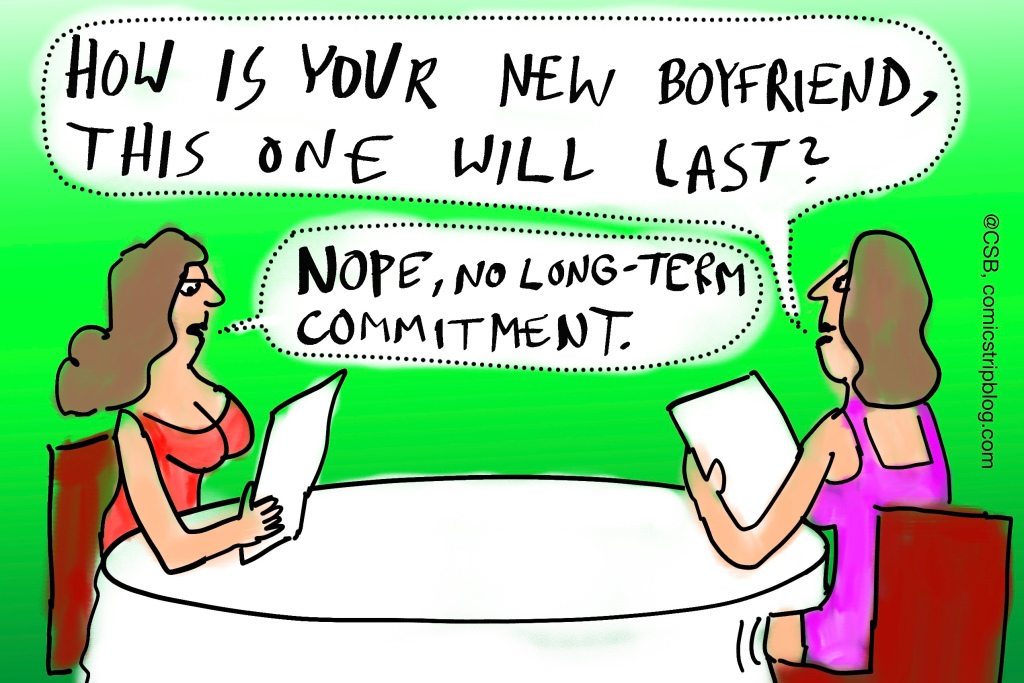 HOW IS YOUR NEW BOYFRIEND,
THIS ONE WILL LAST?
NOPE, NO LONG-TERM
COMMITMENT.
@CSB, comicstripblog.com